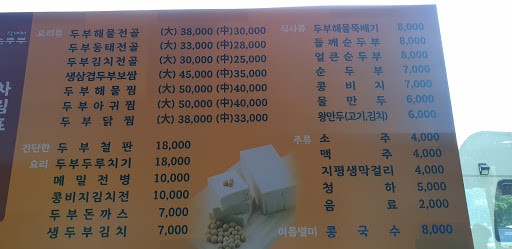 순두부
차림표
요리류 두부해물전골 (大) 38,000 (中)30,000
두부동태전골 (大) 33,000 (中)28,000
두부김치전골 (大) 30,000 (中)25,000
생삼겹두부보쌈 (大) 45,000 (中)35,000
두부해물찜 (大) 50,000 (中)40,000
두부아귀찜 (大) 50,000 (中)40,000
두부닭찜 (大) 38,000 (中)33,000
간단한 요리 두부철판 18,000
두부두루치기 18,000
메밀전병 10,000
콩비지김치전 10,000
두부돈까스 7,000
생두부김치 7,000
식사류 두부해물뚝배기 8,000
들깨순두부 8,000
얼큰순두부 8,000
순두부 7,000
콩비지 7,000
물만두 6,000
왕만두(고기,김치) 6,000
주류 소주 4,000
맥주 4,000
지평생막걸리 4,000
청하 5,000
음료 2,000
여름별미 콩국수 8,000